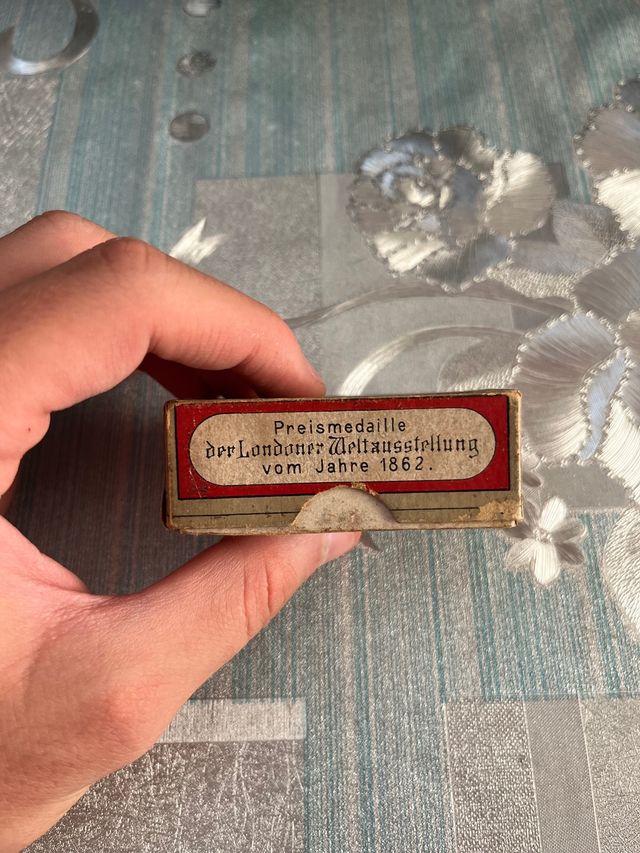 Preismedaille
der Londoner Weltausstellung
vom Jahre 1862.